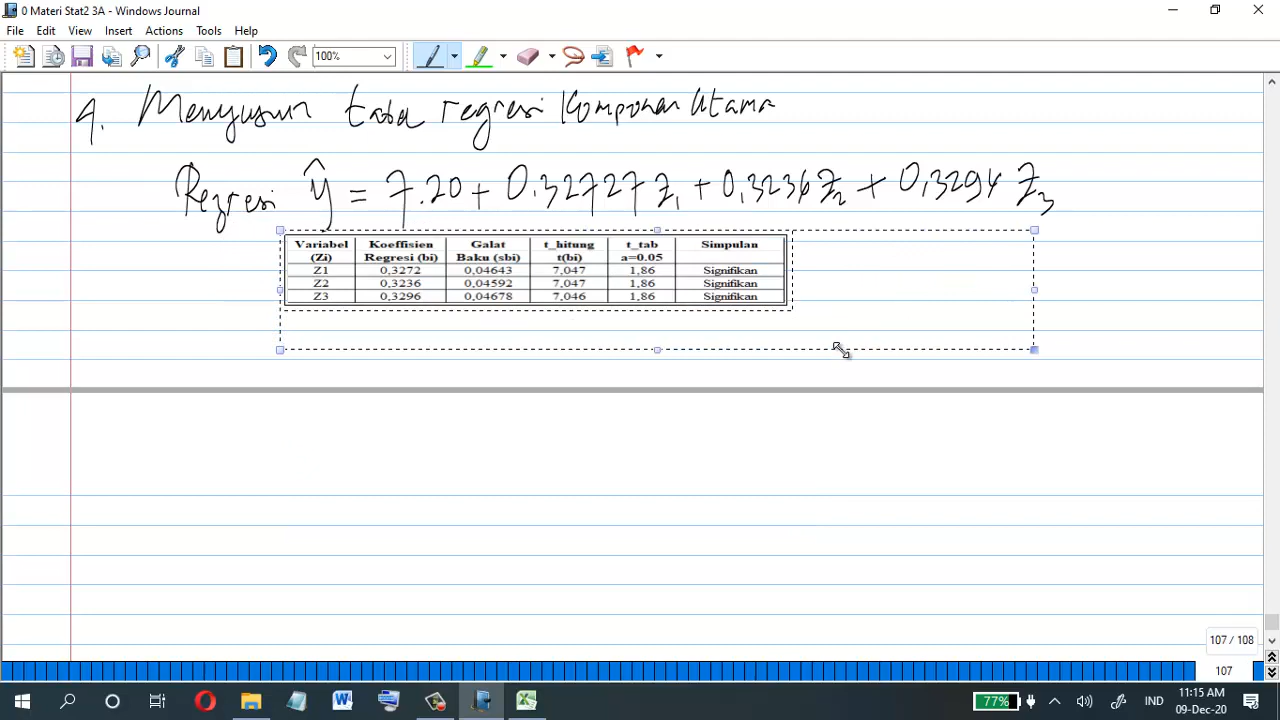 0 Materi Stat2 3A - Windows Journal
File Edit View Insert Actions Tools Help
100%
4. Menyusun tabel regresi Komponen Utama
Regresi ŷ = 7.20 + 0.32727 Z1 + 0,3236 Z2 + 0,3294 Z3
Variabel (Zi) Koeffisien Regresi (bi) Galat Baku (sbi) t_hitung t(bi) t_tab a=0.05 Simpulan
Z1 0,3272 0,04643 7,047 1,86 Signifikan
Z2 0,3236 0,04592 7,047 1,86 Signifikan
Z3 0,3296 0,04678 7,046 1,86 Signifikan
107 / 108
107
77% IND 11:15 AM
09-Dec-20